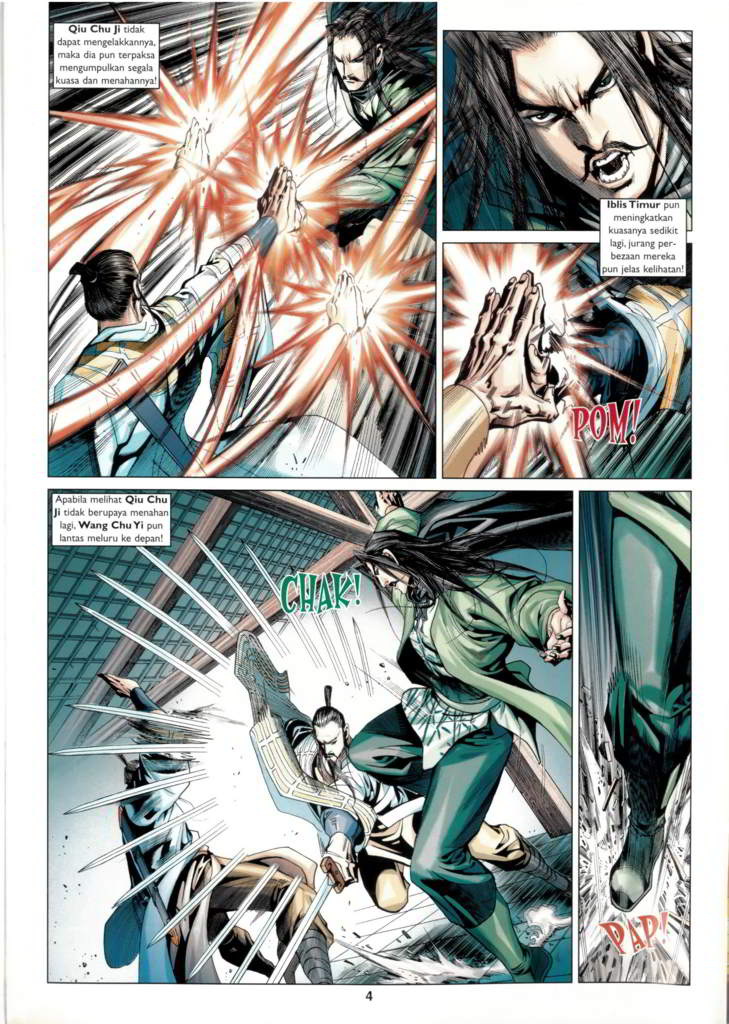 Qiu Chu Ji tidak
dapat mengelakkannya,
maka dia pun terpaksa
mengumpulkan segala
kuasa dan menahannya!
Iblis Timur pun
meningkatkan
kuasanya sedikit
lagi, jurang per-
bezaan mereka
pun jelas kelihatan!
POM!
Apabila melihat Qiu Chu
Ji tidak berupaya menahan
lagi, Wang Chu Yi pun
lantas meluru ke depan!
CHAK!
PAP!
4